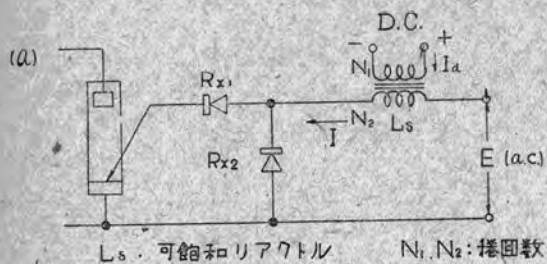 D.C.
(a)
− +
N₁ Id
Rx₁
N₂ Ls
I
Rx2
E (a.c.)
Ls . 可飽和リアクトル N₁, N₂ : 捲回数